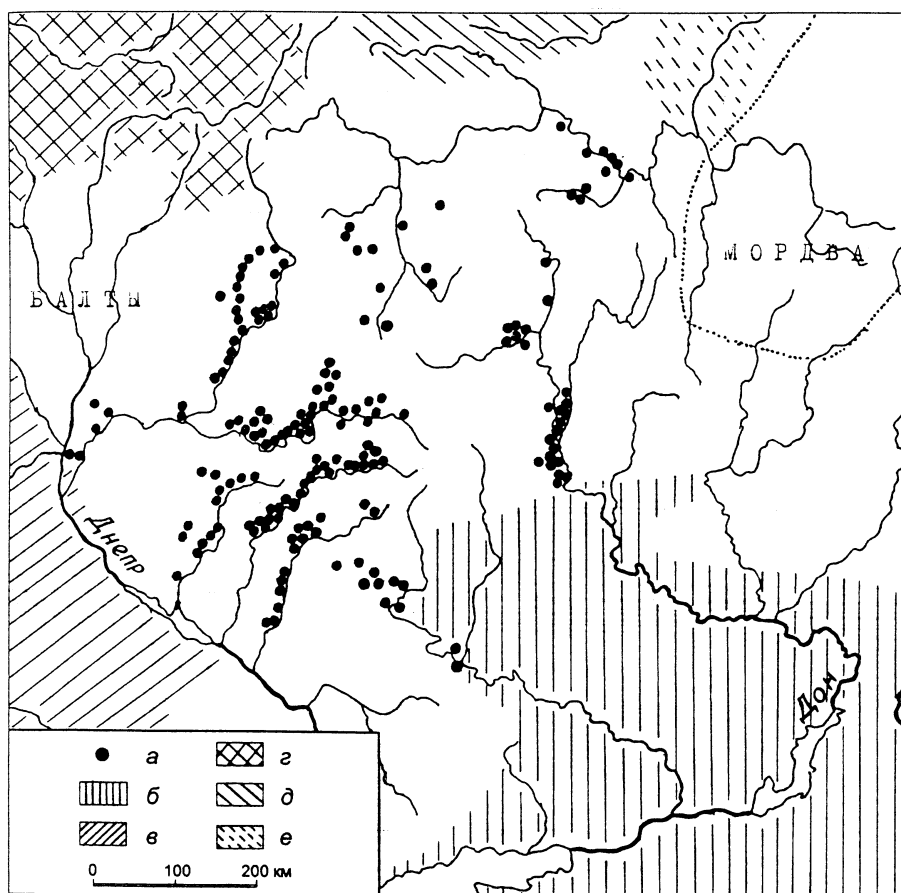 МОРДВА
БАЛТЫ
Днепр
Дон
а г
б д
в е
0 100 200 км